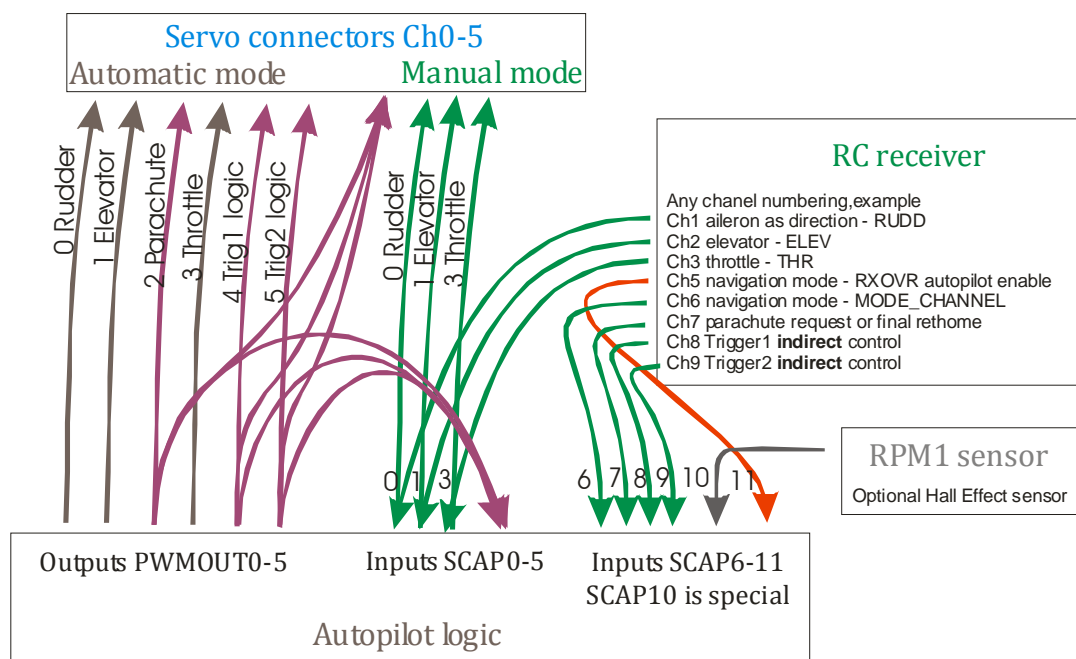 Servo connectors Ch0-5
Automatic mode
Manual mode
0 Rudder
1 Elevator
2 Parachute
3 Throttle
4 Trig1 logic
5 Trig2 logic
0 Rudder
1 Elevator
3 Throttle
RC receiver
Any chanel numbering,example
Ch1 aileron as direction - RUDD
Ch2 elevator - ELEV
Ch3 throttle - THR
Ch5 navigation mode - RXOVR autopilot enable
Ch6 navigation mode - MODE_CHANNEL
Ch7 parachute request or final rethome
Ch8 Trigger1 indirect control
Ch9 Trigger2 indirect control
RPM1 sensor
Optional Hall Effect sensor
0 1 3
6 7 8 9 10 11
Outputs PWMOUT0-5
Inputs SCAP0-5
Inputs SCAP6-11
SCAP10 is special
Autopilot logic